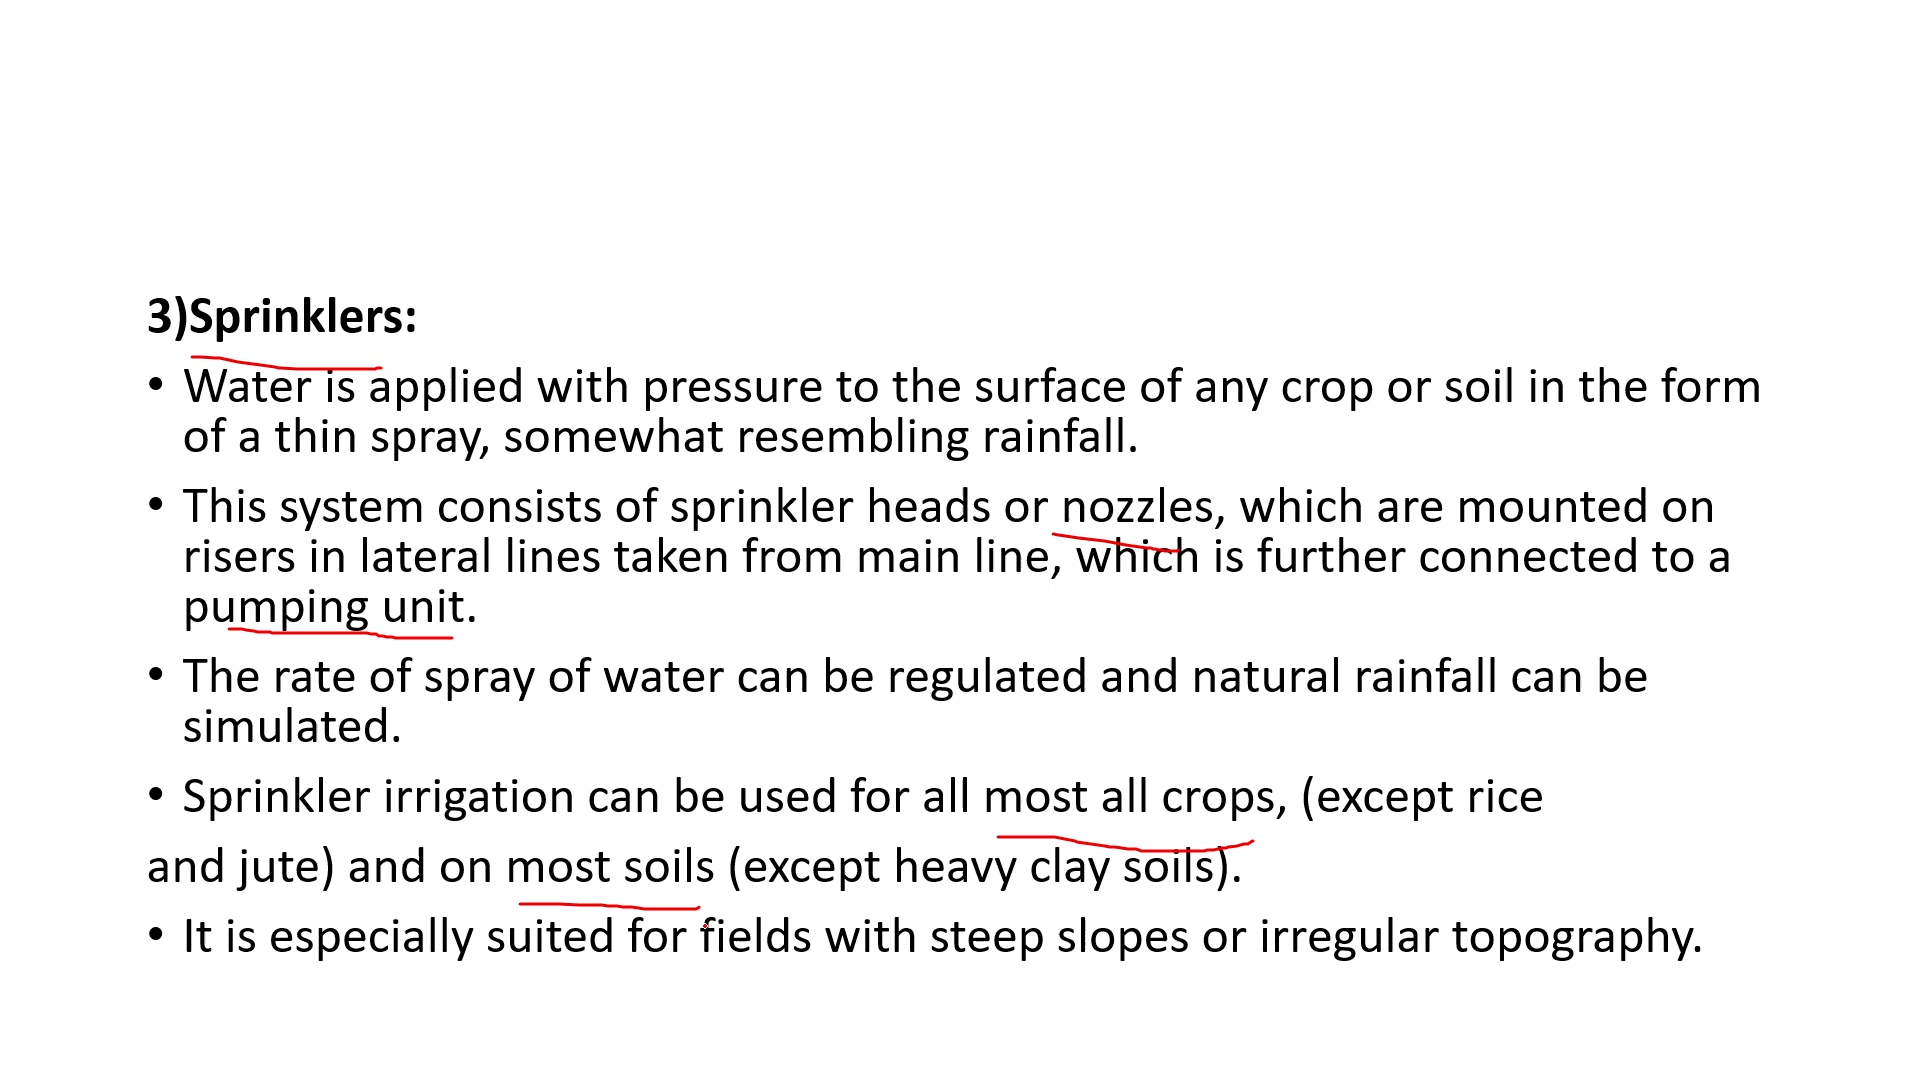 3)Sprinklers:
• Water is applied with pressure to the surface of any crop or soil in the form
of a thin spray, somewhat resembling rainfall.
• This system consists of sprinkler heads or nozzles, which are mounted on
risers in lateral lines taken from main line, which is further connected to a
pumping unit.
• The rate of spray of water can be regulated and natural rainfall can be
simulated.
• Sprinkler irrigation can be used for all most all crops, (except rice
and jute) and on most soils (except heavy clay soils).
• It is especially suited for fields with steep slopes or irregular topography.